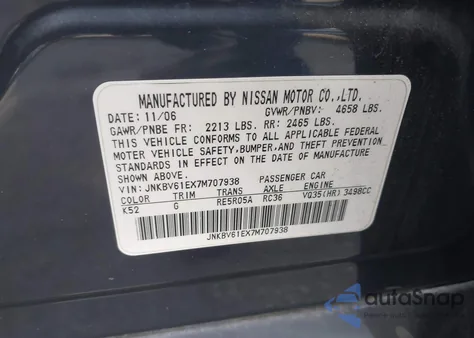 MANUFACTURED BY NISSAN MOTOR CO.,LTD.
DATE: 11/06 GVWR/PNBV: 4658 LBS.
GAWR/PNBE FR: 2213 LBS. RR: 2465 LBS.
THIS VEHICLE CONFORMS TO ALL APPLICABLE FEDERAL
MOTOR VEHICLE SAFETY,BUMPER,AND THEFT PREVENTION
STANDARDS IN EFFECT ON THE DATE OF MANUFACTURE
SHOWN ABOVE.
VIN: JNKBV61EX7M707938 PASSENGER CAR
COLOR TRIM TRANS AXLE ENGINE
K52 G RE5R05A RC36 VQ35(HR) 3498CC
JNKBV61EX7M707938
autoSnap